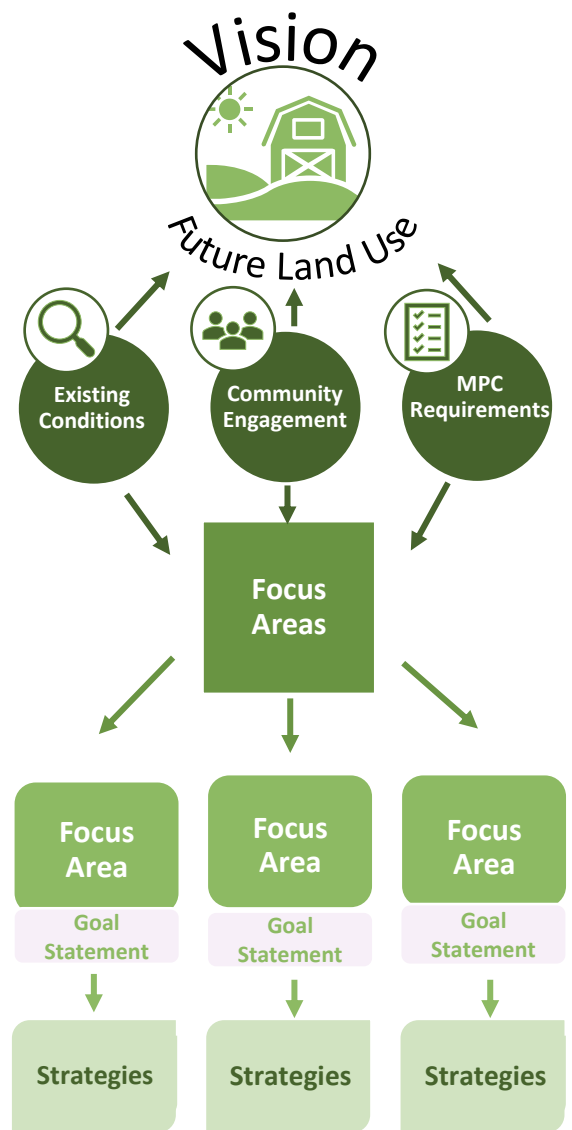 Vision
Future Land Use
Existing
Conditions
Community
Engagement
MPC
Requirements
Focus
Areas
Focus
Area
Goal
Statement
Strategies
Focus
Area
Goal
Statement
Strategies
Focus
Area
Goal
Statement
Strategies